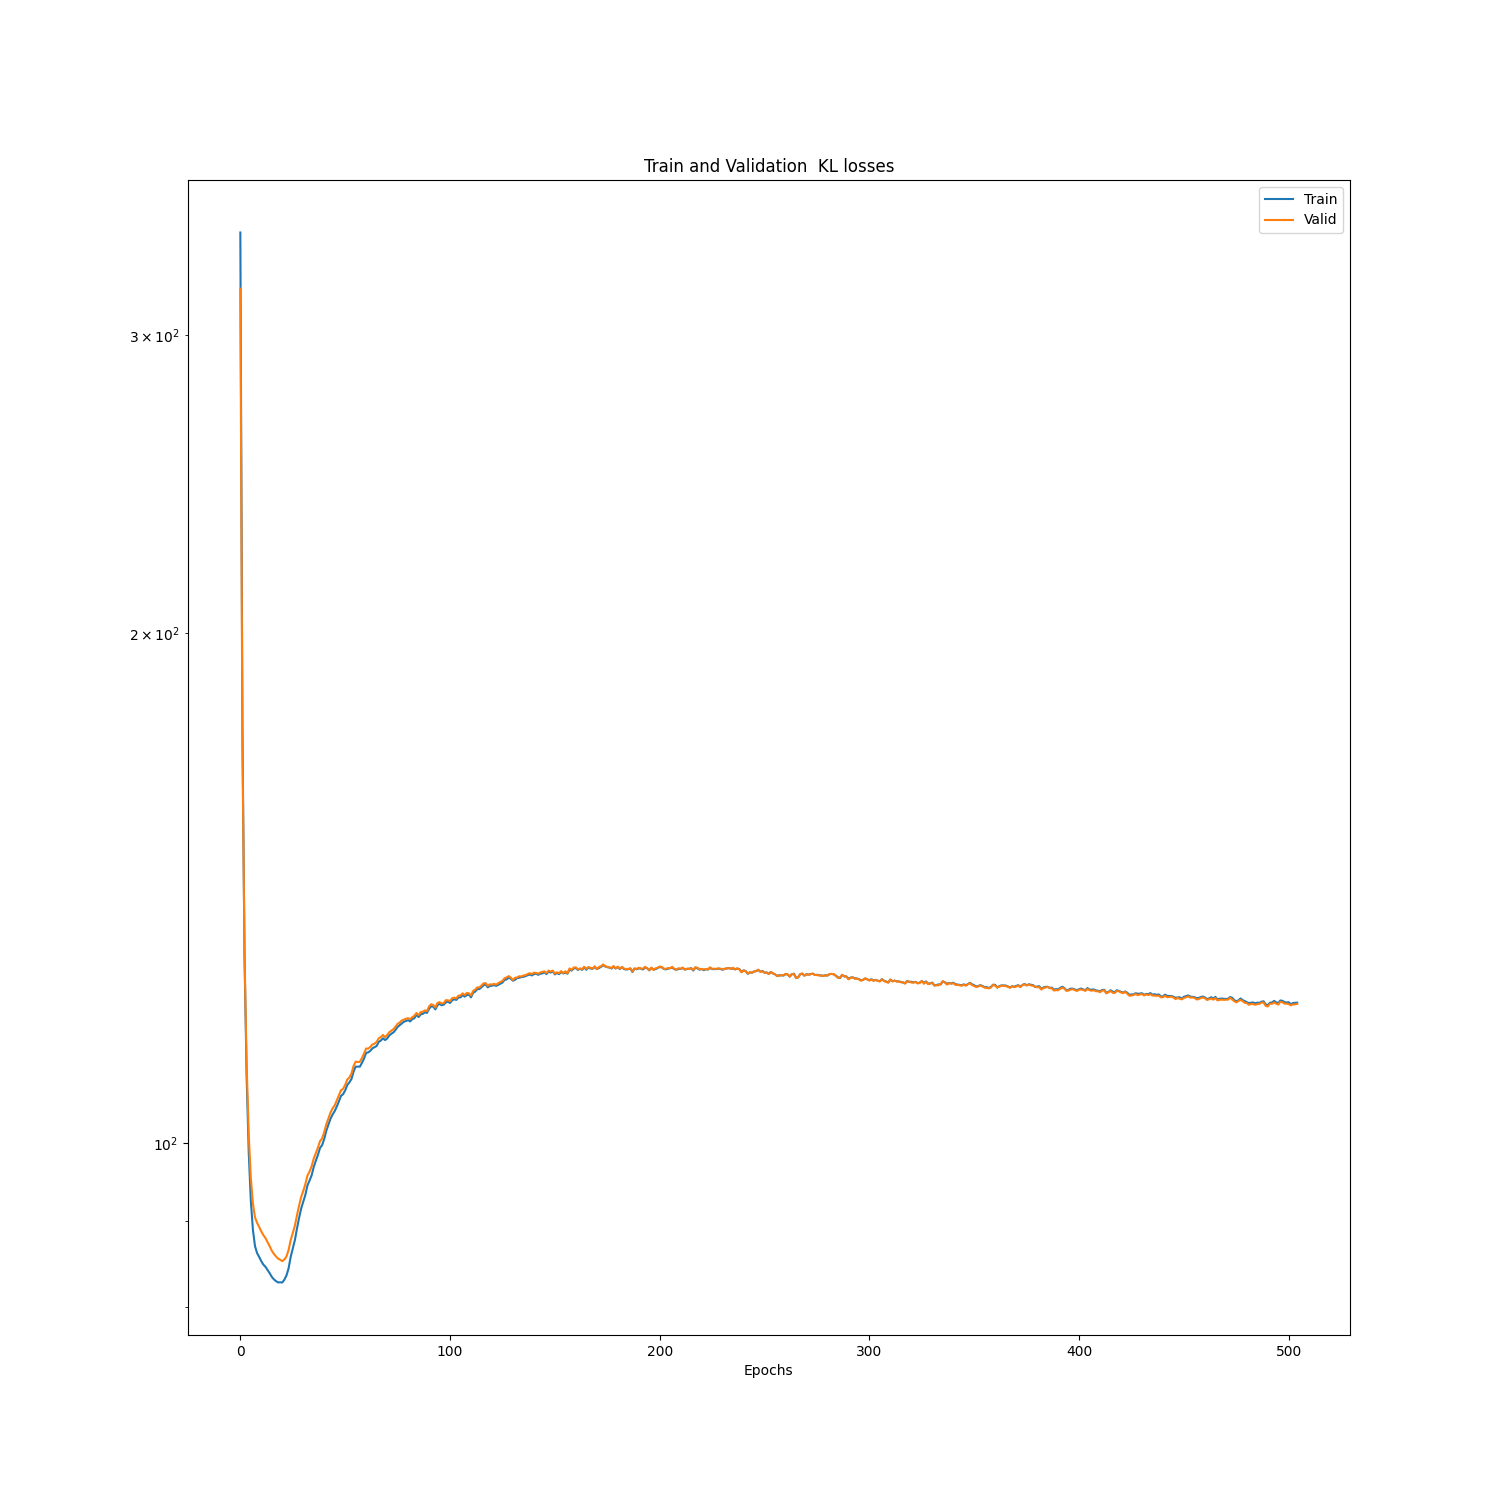 Train and Validation  KL losses
Train
Valid
3 × 10²
2 × 10²
10²
0 100 200 300 400 500
Epochs